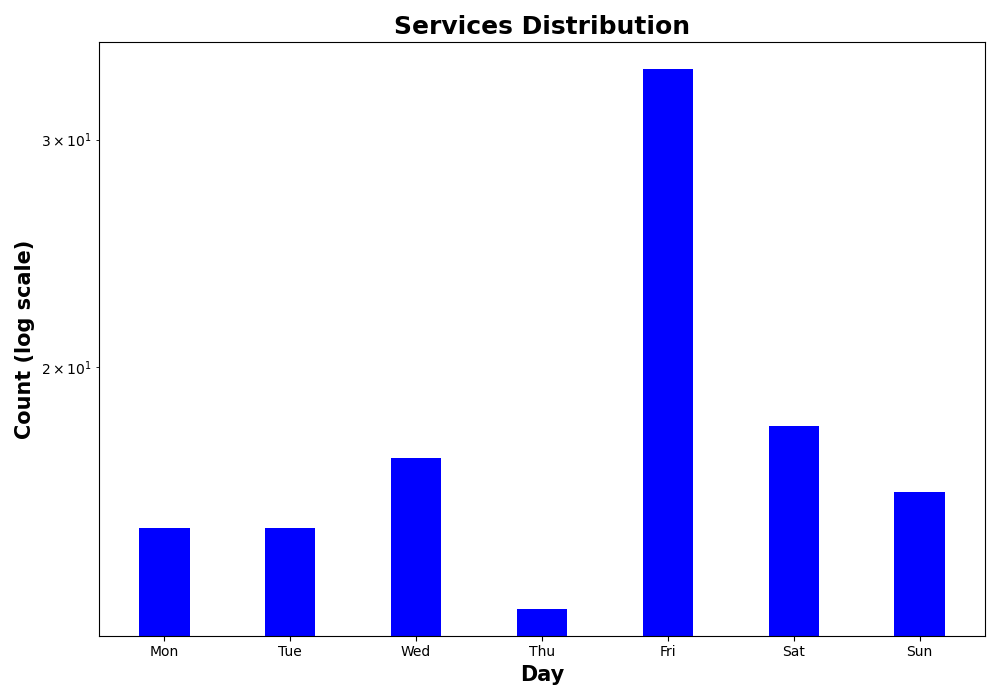 Services Distribution
Count (log scale)
3 × 10¹
2 × 10¹
Mon Tue Wed Thu Fri Sat Sun
Day